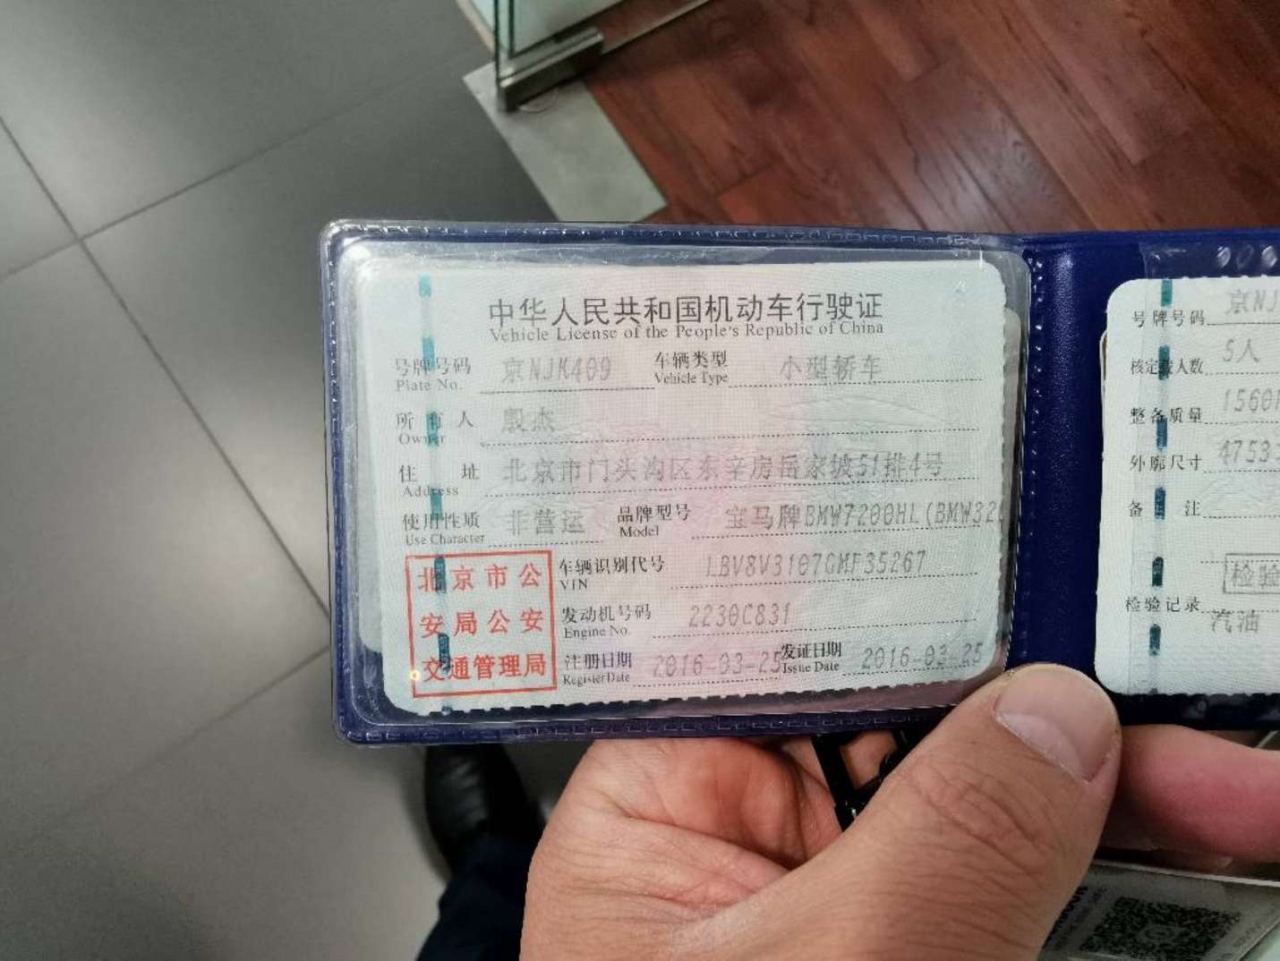 中华人民共和国机动车行驶证
Vehicle License of the People's Republic of China
号牌号码 京NJK409 车辆类型 小型轿车
Plate No. Vehicle Type
所有人 殷杰
Owner
住址 北京市门头沟区东辛房岳家坡51排4号
Address
使用性质 非营运 品牌型号 宝马牌BMW7200HL(BMW320
Use Character Model
车辆识别代号 LBV8V3107GMF35267
VIN
发动机号码 2230C831
Engine No.
注册日期 2016-03-25 发证日期 2016-03-25
Register Date Issue Date
北京市公
安局公安
交通管理局
号牌号码 京NJ
核定载人数 5人
整备质量 1560
外廓尺寸 4753
备注
检验
检验记录
汽油